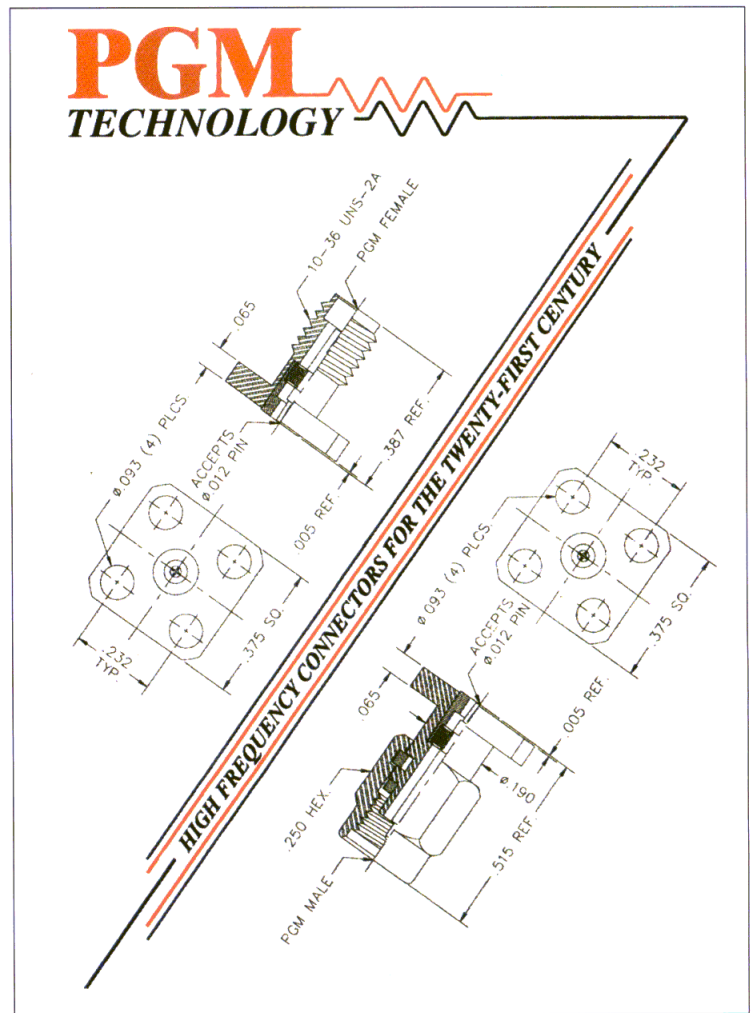 PGM
TECHNOLOGY
10-36 UNS-2A
PGM FEMALE
.065
ø.093 (4) PLCS.
ACCEPTS
ø.012 PIN
.387 REF.
.005 REF.
.232
TYP.
.375 SQ.
HIGH FREQUENCY CONNECTORS FOR THE TWENTY-FIRST CENTURY
.232
TYP.
ø.093 (4) PLCS.
ACCEPTS
ø.012 PIN
.375 SQ.
.065
.005 REF.
.250 HEX.
ø.190
.515 REF.
PGM MALE